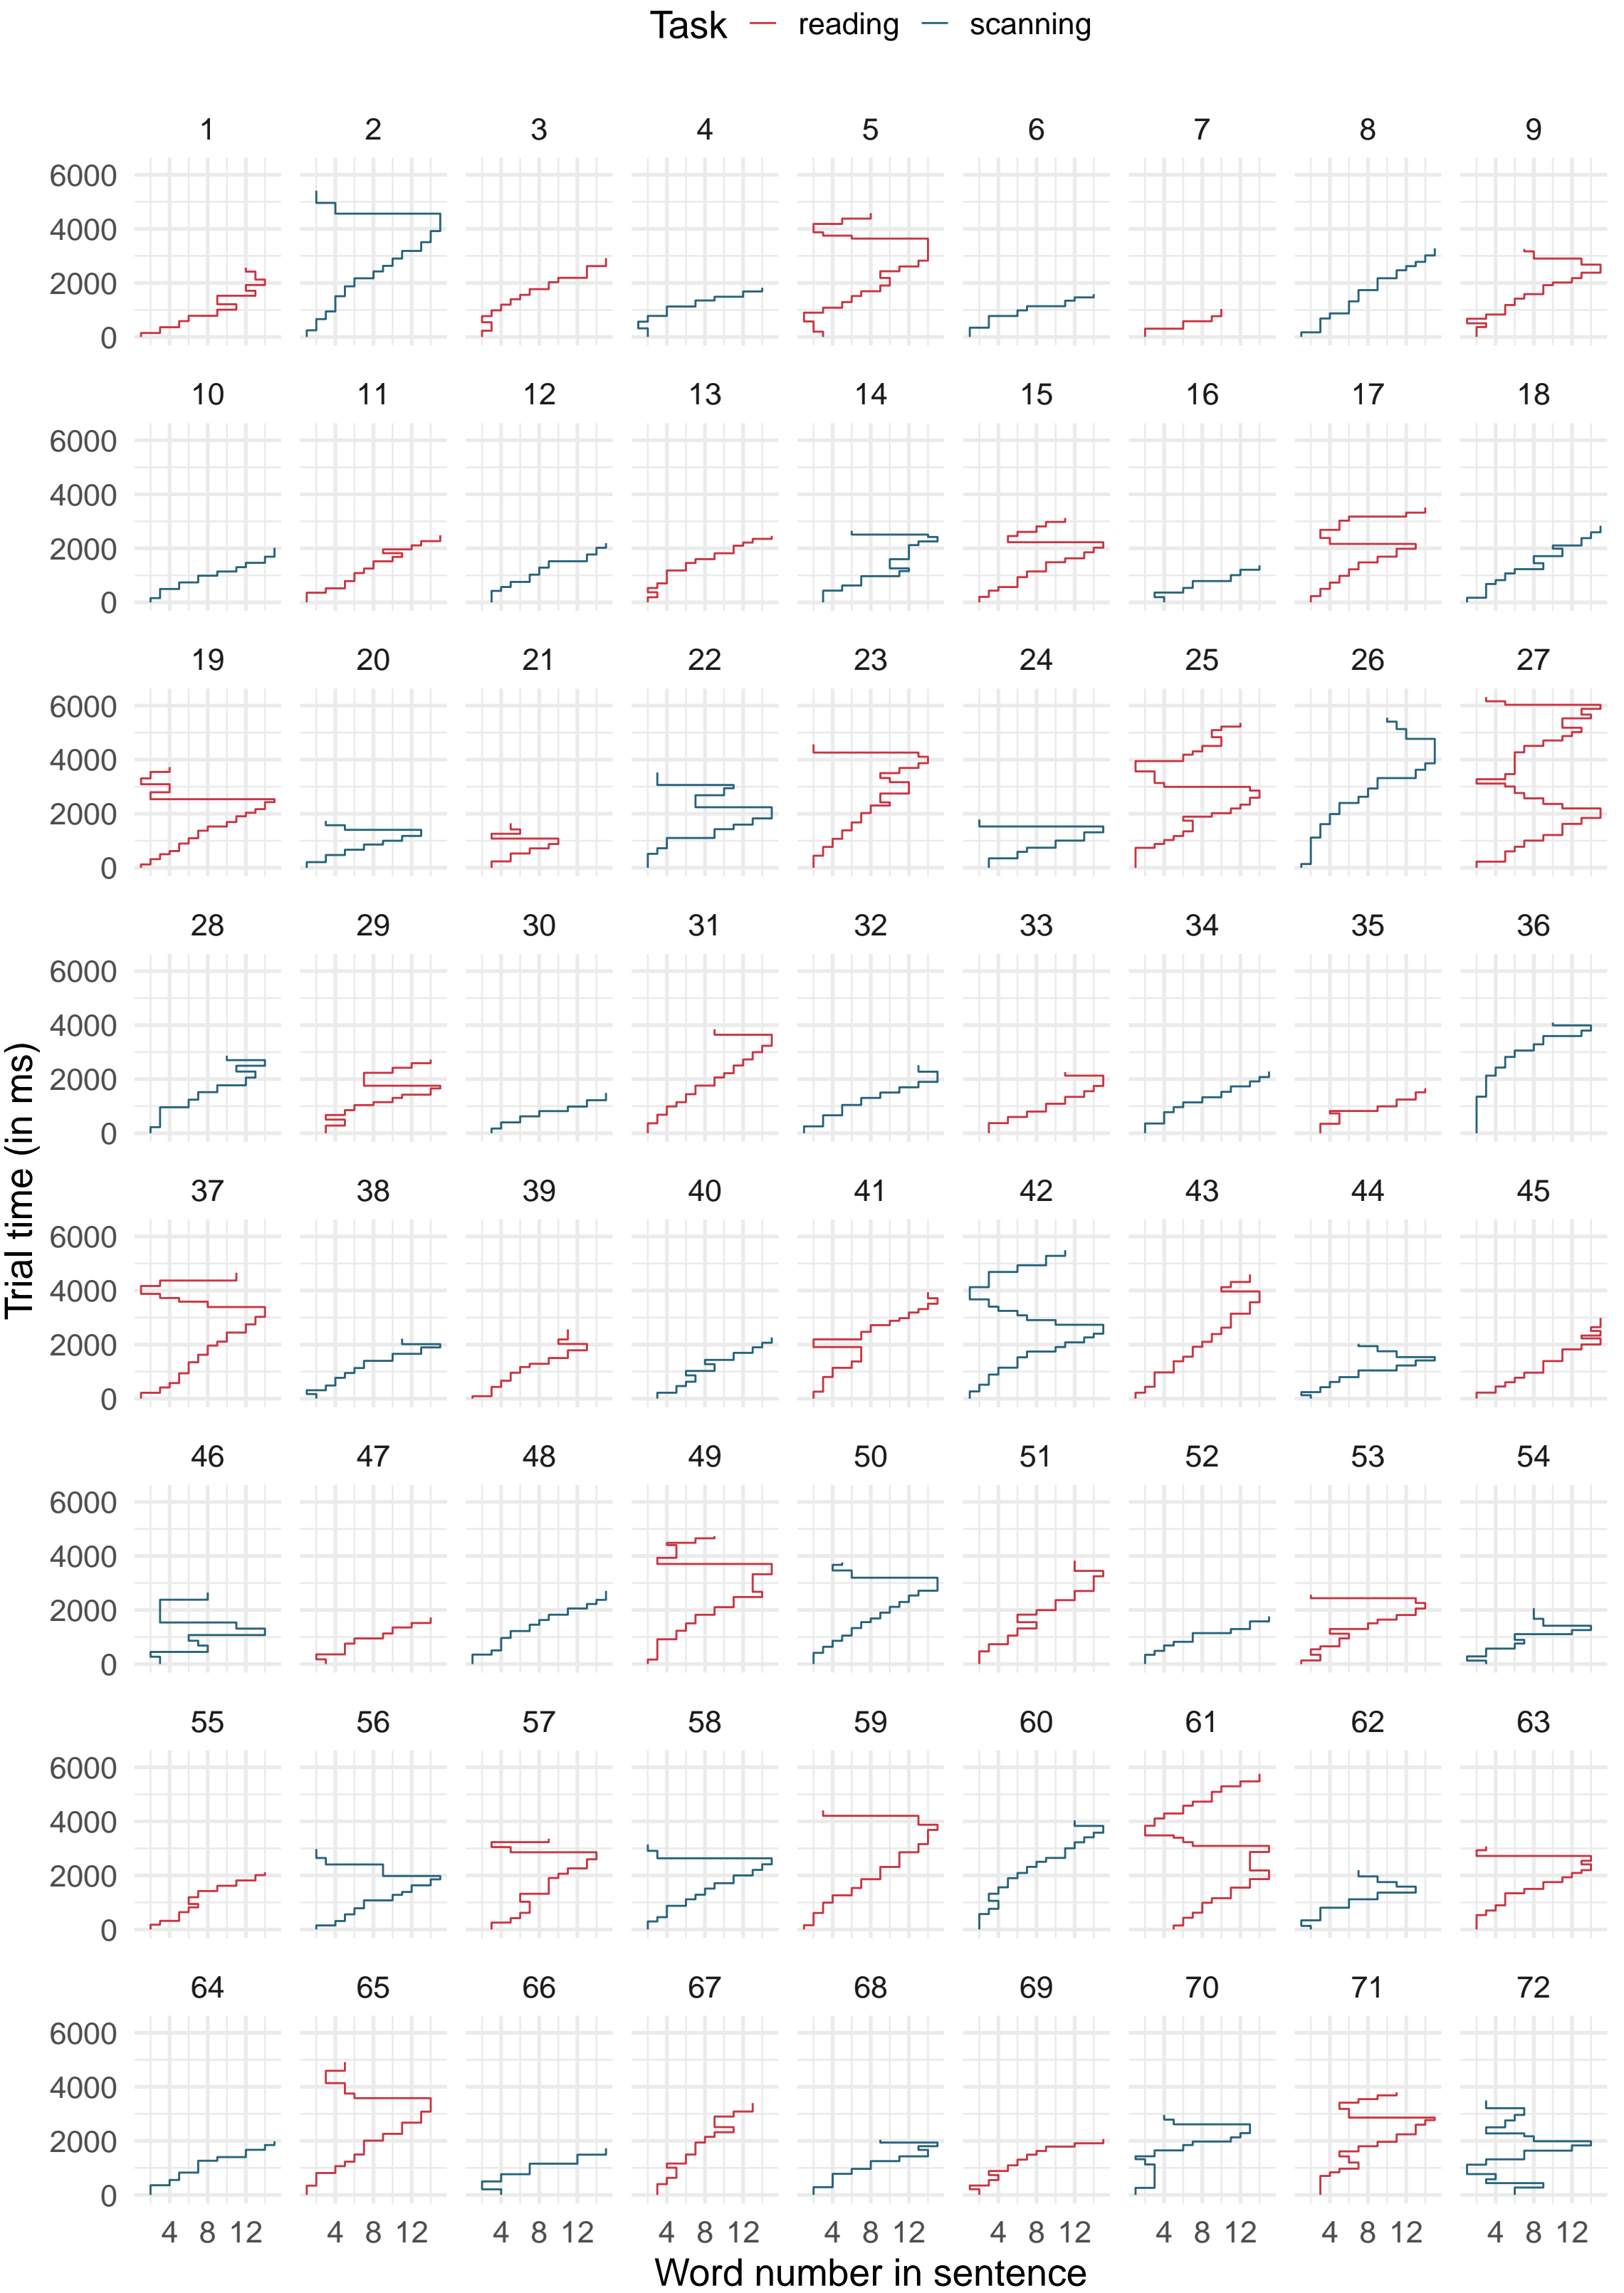 Task reading scanning
1 2 3 4 5 6 7 8 9
6000
4000
2000
0
10 11 12 13 14 15 16 17 18
6000
4000
2000
0
19 20 21 22 23 24 25 26 27
6000
4000
2000
0
28 29 30 31 32 33 34 35 36
6000
4000
2000
0
37 38 39 40 41 42 43 44 45
6000
4000
2000
0
46 47 48 49 50 51 52 53 54
6000
4000
2000
0
55 56 57 58 59 60 61 62 63
6000
4000
2000
0
64 65 66 67 68 69 70 71 72
6000
4000
2000
0
4 8 12 4 8 12 4 8 12 4 8 12 4 8 12 4 8 12 4 8 12 4 8 12 4 8 12
Word number in sentence
Trial time (in ms)